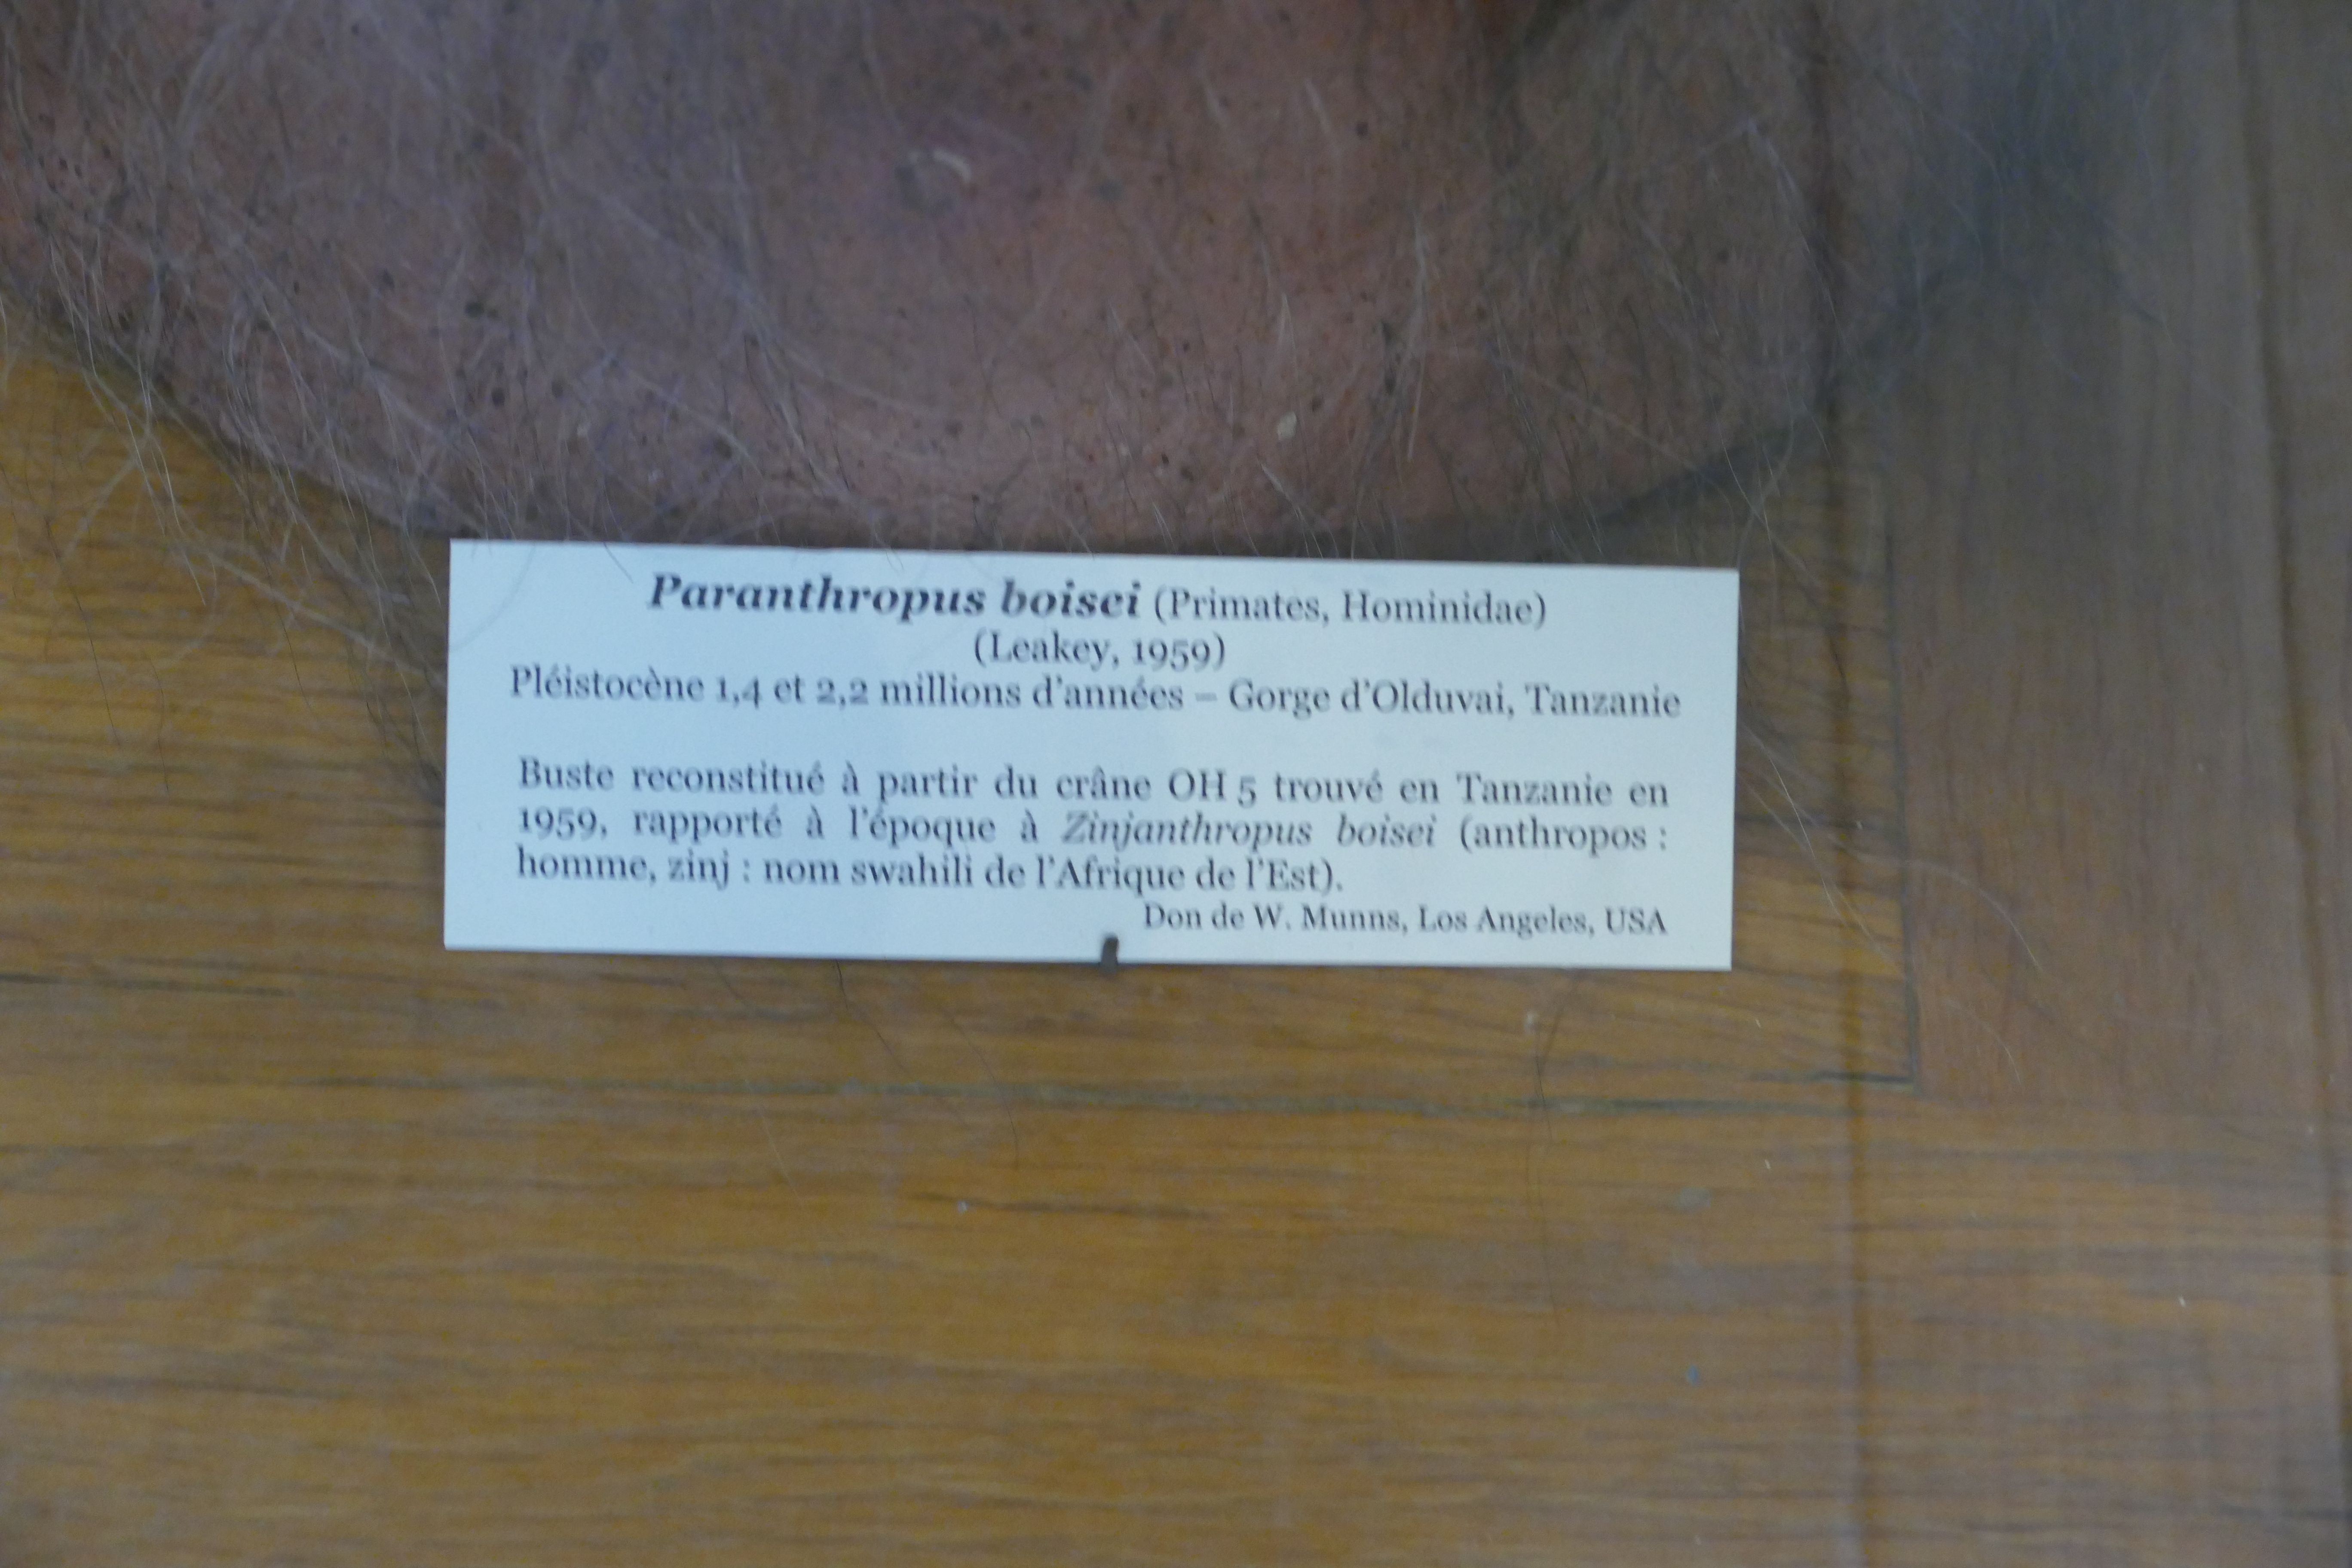 Paranthropus boisei (Primates, Hominidae)
(Leakey, 1959)
Pléistocène 1,4 et 2,2 millions d'années – Gorge d'Olduvai, Tanzanie
Buste reconstitué à partir du crâne OH 5 trouvé en Tanzanie en
1959, rapporté à l'époque à Zinjanthropus boisei (anthropos :
homme, zinj : nom swahili de l'Afrique de l'Est).
Don de W. Munns, Los Angeles, USA